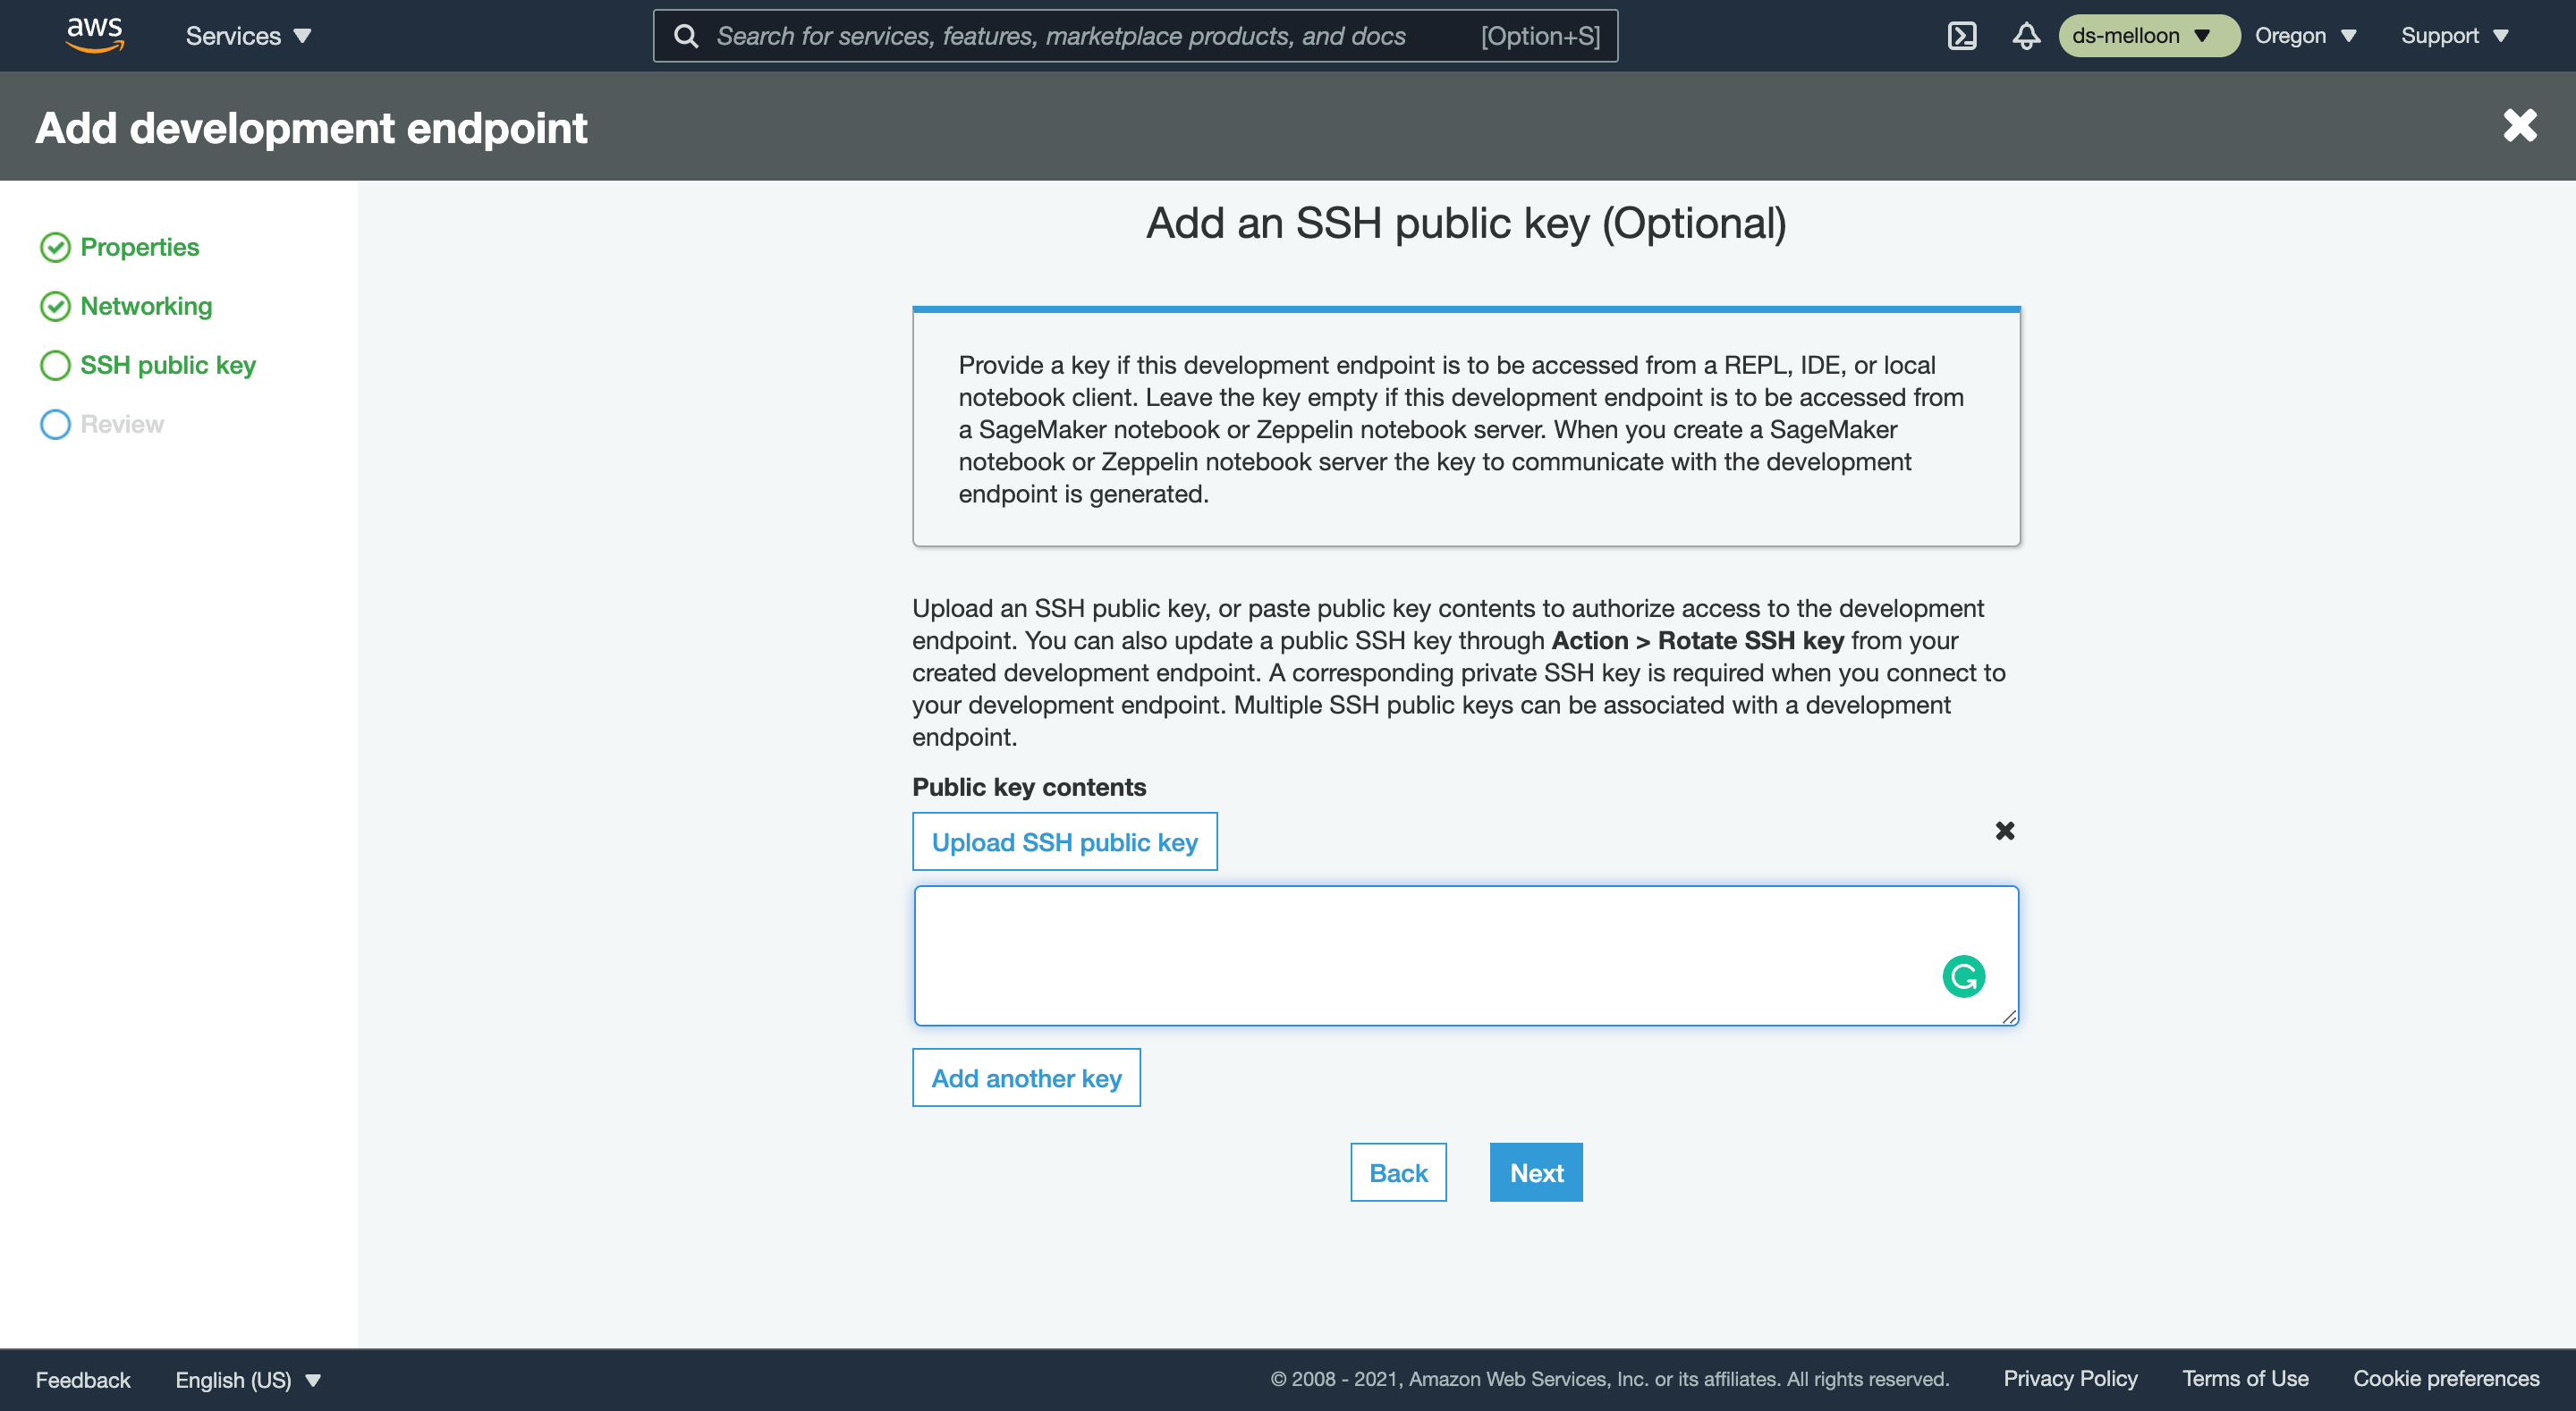 aws
Services
Search for services, features, marketplace products, and docs
[Option+S]
ds-melloon
Oregon
Support
Add development endpoint
Properties
Networking
SSH public key
Review
Add an SSH public key (Optional)
Provide a key if this development endpoint is to be accessed from a REPL, IDE, or local
notebook client. Leave the key empty if this development endpoint is to be accessed from
a SageMaker notebook or Zeppelin notebook server. When you create a SageMaker
notebook or Zeppelin notebook server the key to communicate with the development
endpoint is generated.
Upload an SSH public key, or paste public key contents to authorize access to the development
endpoint. You can also update a public SSH key through Action > Rotate SSH key from your
created development endpoint. A corresponding private SSH key is required when you connect to
your development endpoint. Multiple SSH public keys can be associated with a development
endpoint.
Public key contents
Upload SSH public key
Add another key
Back
Next
Feedback
English (US)
© 2008 - 2021, Amazon Web Services, Inc. or its affiliates. All rights reserved.
Privacy Policy
Terms of Use
Cookie preferences